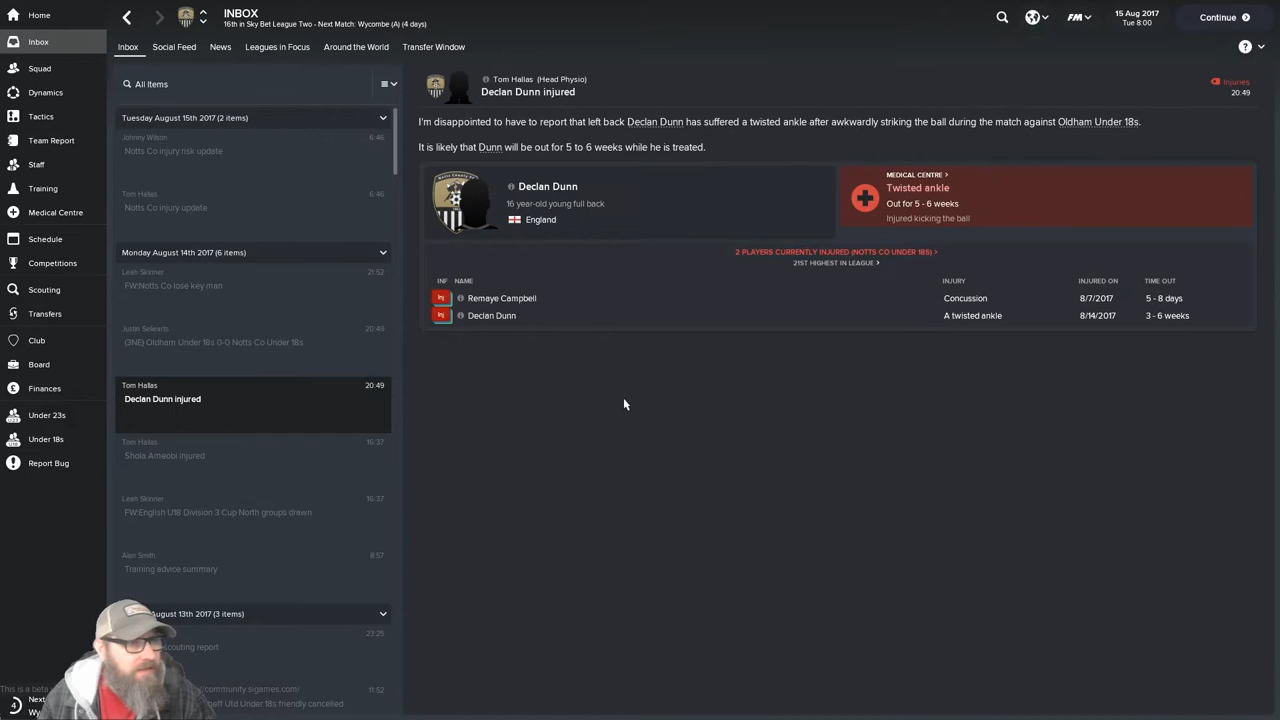 Home
Inbox
Squad
Dynamics
Tactics
Team Report
Staff
Training
Medical Centre
Schedule
Competitions
Scouting
Transfers
Club
Board
Finances
Under 23s
Under 18s
Report Bug
4
Next
Wy
INBOX
16th in Sky Bet League Two - Next Match: Wycombe (A) (4 days)
FM
15 Aug 2017
Tue 8:00
Continue
Inbox
Social Feed
News
Leagues in Focus
Around the World
Transfer Window
?
All Items
Tuesday August 15th 2017 (2 items)
Johnny Wilson 6:46
Notts Co injury risk update
Tom Hallas 6:46
Notts Co injury update
Monday August 14th 2017 (6 items)
Leah Skinner 21:52
FW:Notts Co lose key man
Justin Selearts 20:49
(3NE) Oldham Under 18s 0-0 Notts Co Under 18s
Tom Hallas 20:49
Declan Dunn injured
Tom Hallas 16:37
Shola Ameobi injured
Leah Skinner 16:37
FW:English U18 Division 3 Cup North groups drawn
Alan Smith 8:57
Training advice summary
August 13th 2017 (3 items)
23:25
scouting report
This is a beta //community.sigames.com/ 11:52
Utd Under 18s friendly cancelled
Tom Hallas (Head Physio)
Declan Dunn injured
Injuries
20:49
I'm disappointed to have to report that left back Declan Dunn has suffered a twisted ankle after awkwardly striking the ball during the match against Oldham Under 18s.
It is likely that Dunn will be out for 5 to 6 weeks while he is treated.
Declan Dunn
16 year-old young full back
England
MEDICAL CENTRE >
Twisted ankle
Out for 5 - 6 weeks
Injured kicking the ball
2 PLAYERS CURRENTLY INJURED (NOTTS CO UNDER 18S) >
21ST HIGHEST IN LEAGUE >
INF NAME INJURY INJURED ON TIME OUT
Inj Remaye Campbell Concussion 8/7/2017 5 - 8 days
Inj Declan Dunn A twisted ankle 8/14/2017 3 - 6 weeks